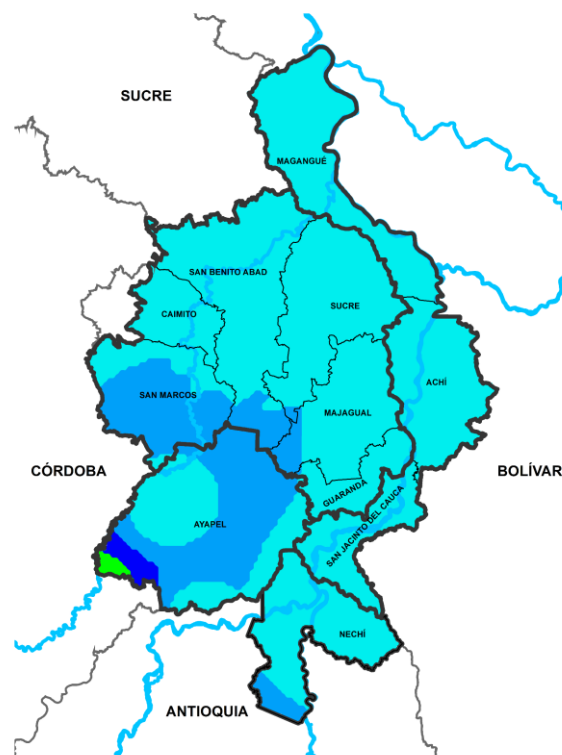 SUCRE
MAGANGUÉ
SAN BENITO ABAD
CAIMITO
SUCRE
ACHÍ
SAN MARCOS
MAJAGUAL
CÓRDOBA
BOLÍVAR
GUARANDA
AYAPEL
SAN JACINTO DEL CAUCA
NECHÍ
ANTIOQUIA